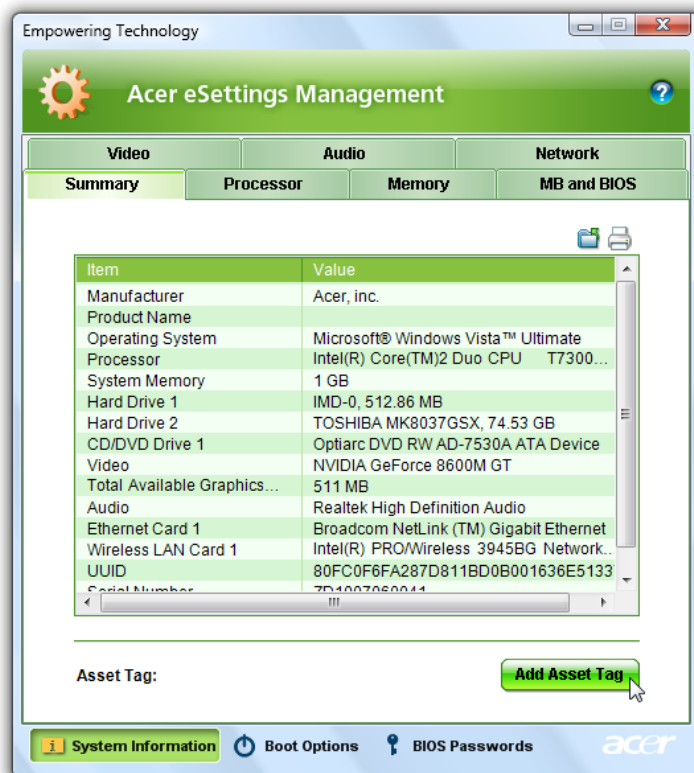 Empowering Technology
Acer eSettings Management
Video Audio Network
Summary Processor Memory MB and BIOS
Item Value
Manufacturer Acer, inc.
Product Name
Operating System Microsoft® Windows Vista™ Ultimate
Processor Intel(R) Core(TM)2 Duo CPU T7300...
System Memory 1 GB
Hard Drive 1 IMD-0, 512.86 MB
Hard Drive 2 TOSHIBA MK8037GSX, 74.53 GB
CD/DVD Drive 1 Optiarc DVD RW AD-7530A ATA Device
Video NVIDIA GeForce 8600M GT
Total Available Graphics... 511 MB
Audio Realtek High Definition Audio
Ethernet Card 1 Broadcom NetLink (TM) Gigabit Ethernet
Wireless LAN Card 1 Intel(R) PRO/Wireless 3945BG Network...
UUID 80FC0F6FA287D811BD0B001636E5133
Serial Number
Asset Tag: Add Asset Tag
System Information Boot Options BIOS Passwords acer